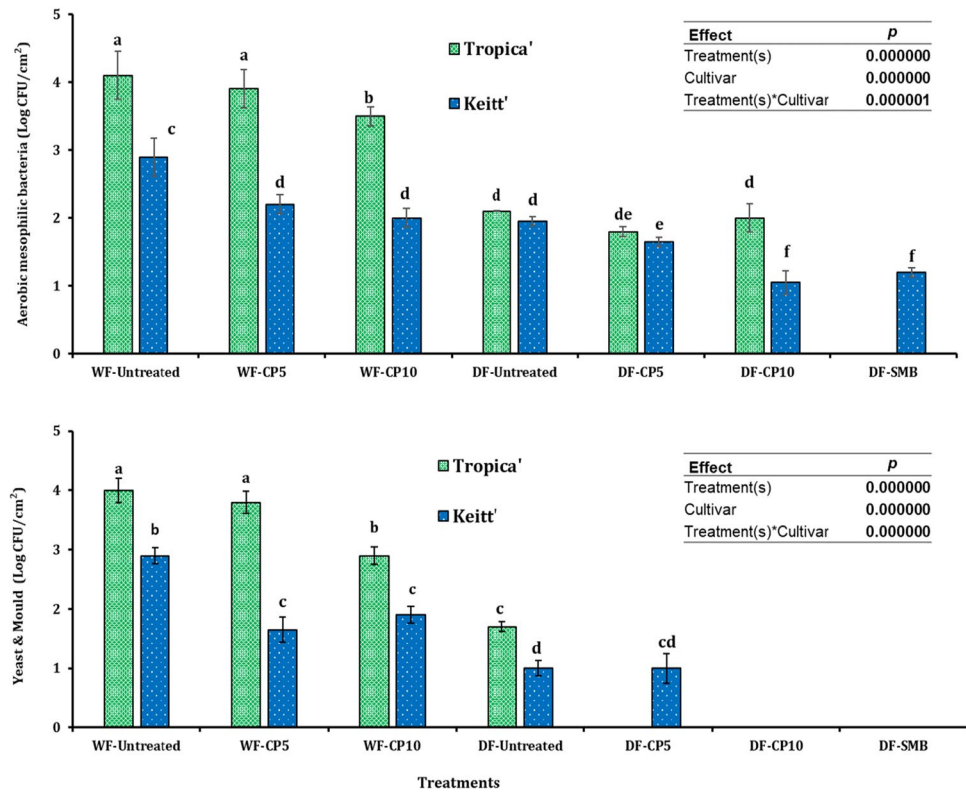 Aerobic mesophilic bacteria (Log CFU/cm²)
5
4
3
2
1
0
a
c
a
d
b
d
d
d
de
e
d
f
f
Tropica'
Keitt'
Effect p
Treatment(s) 0.000000
Cultivar 0.000000
Treatment(s)*Cultivar 0.000001
WF-Untreated WF-CP5 WF-CP10 DF-Untreated DF-CP5 DF-CP10 DF-SMB
Yeast & Mould (Log CFU/cm²)
5
4
3
2
1
0
a
b
a
c
b
c
c
d
cd
Tropica'
Keitt'
Effect p
Treatment(s) 0.000000
Cultivar 0.000000
Treatment(s)*Cultivar 0.000000
WF-Untreated WF-CP5 WF-CP10 DF-Untreated DF-CP5 DF-CP10 DF-SMB
Treatments